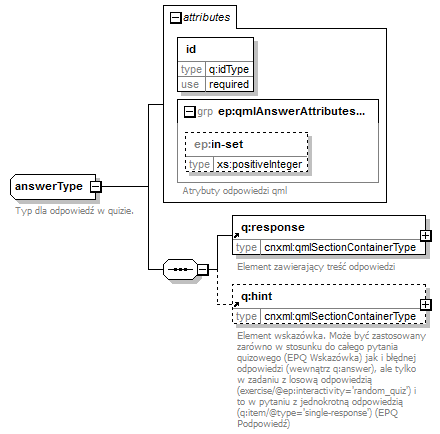 attributes
id
type q:idType
use required
grp ep:qmlAnswerAttributes...
ep:in-set
type xs:positiveInteger
Atrybuty odpowiedzi qml
answerType
Typ dla odpowiedź w quizie.
q:response
type cnxml:qmlSectionContainerType
Element zawierający treść odpowiedzi
q:hint
type cnxml:qmlSectionContainerType
Element wskazówka. Może być zastosowany
zarówno w stosunku do całego pytania
quizowego (EPQ Wskazówka) jak i błędnej
odpowiedzi (wewnątrz q:answer), ale tylko
w zadaniu z losową odpowiedzią
(exercise/@ep:interactivity='random_quiz') i
to w pytaniu z jednokrotną odpowiedzią
(q:item/@type='single-response') (EPQ
Podpowiedź)